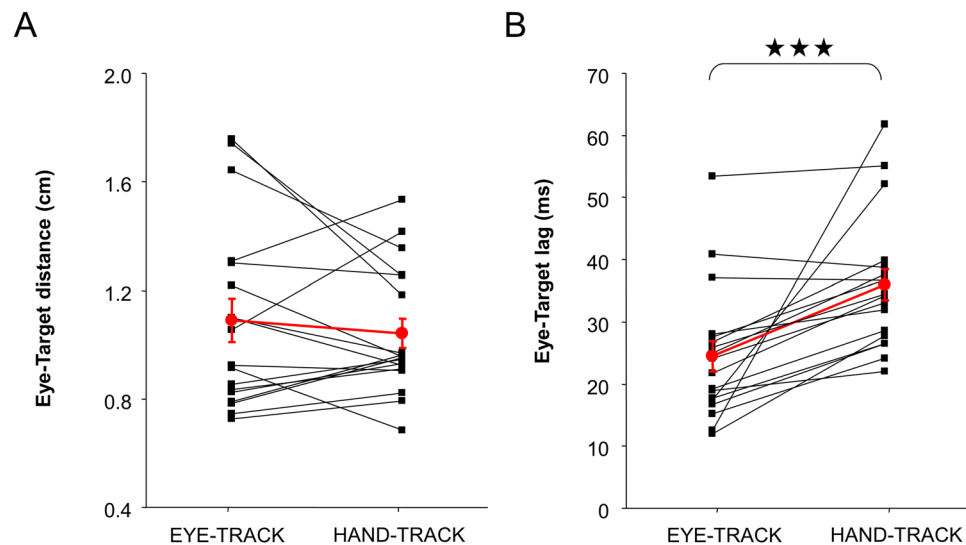 A
Eye-Target distance (cm)
2.0
1.6
1.2
0.8
0.4
EYE-TRACK HAND-TRACK
B
★★★
Eye-Target lag (ms)
70
60
50
40
30
20
10
0
EYE-TRACK HAND-TRACK